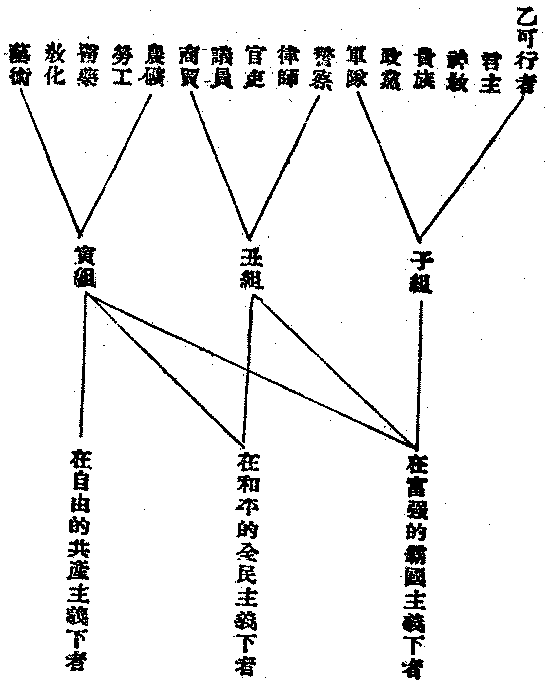 乙可行者
君主
神教
貴族
政黨
軍隊
警察
律師
官吏
議員
商賈
農礦
勞工
醫藥
教化
藝術
子組
丑組
寅組
在富强的霸國主義下者
在和平的全民主義下者
在自由的共產主義下者